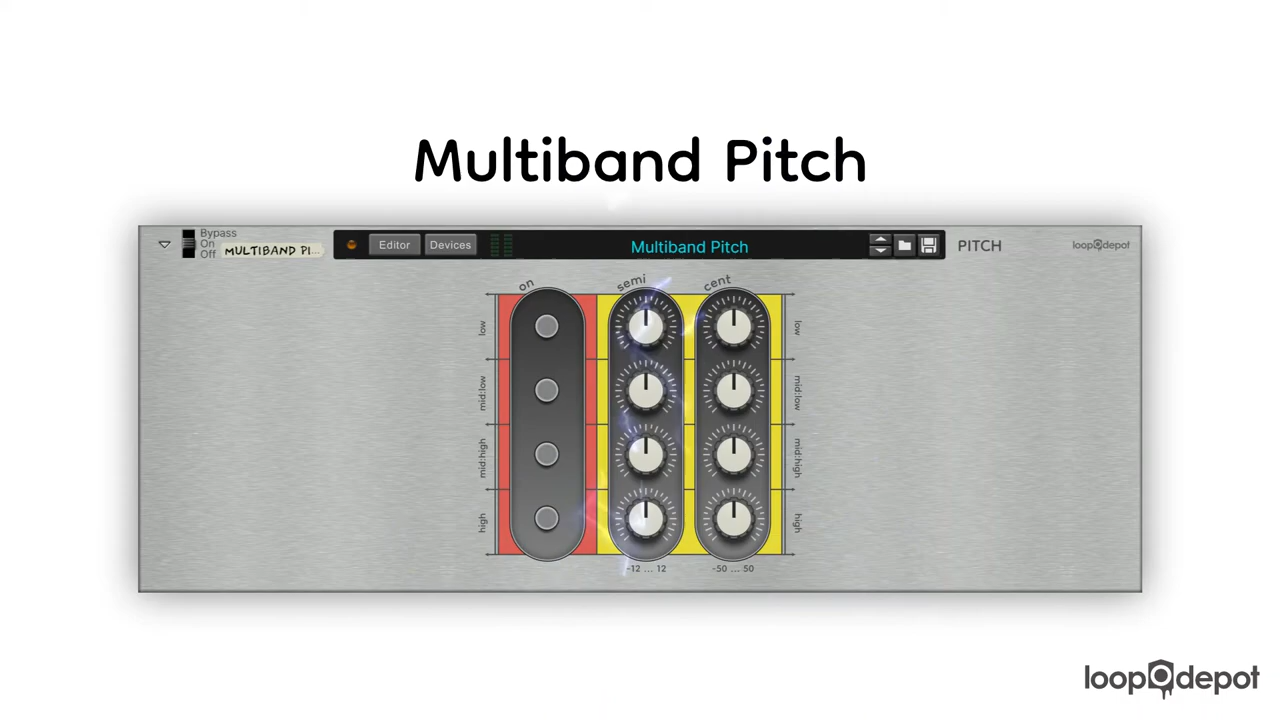 Multiband Pitch
Bypass
On
Off
MULTIBAND PI...
Editor
Devices
Multiband Pitch
PITCH
loopdepot
on
semi
cent
low
low
mid:low
mid:low
mid:high
mid:high
high
high
-12 ... 12
-50 ... 50
loopdepot